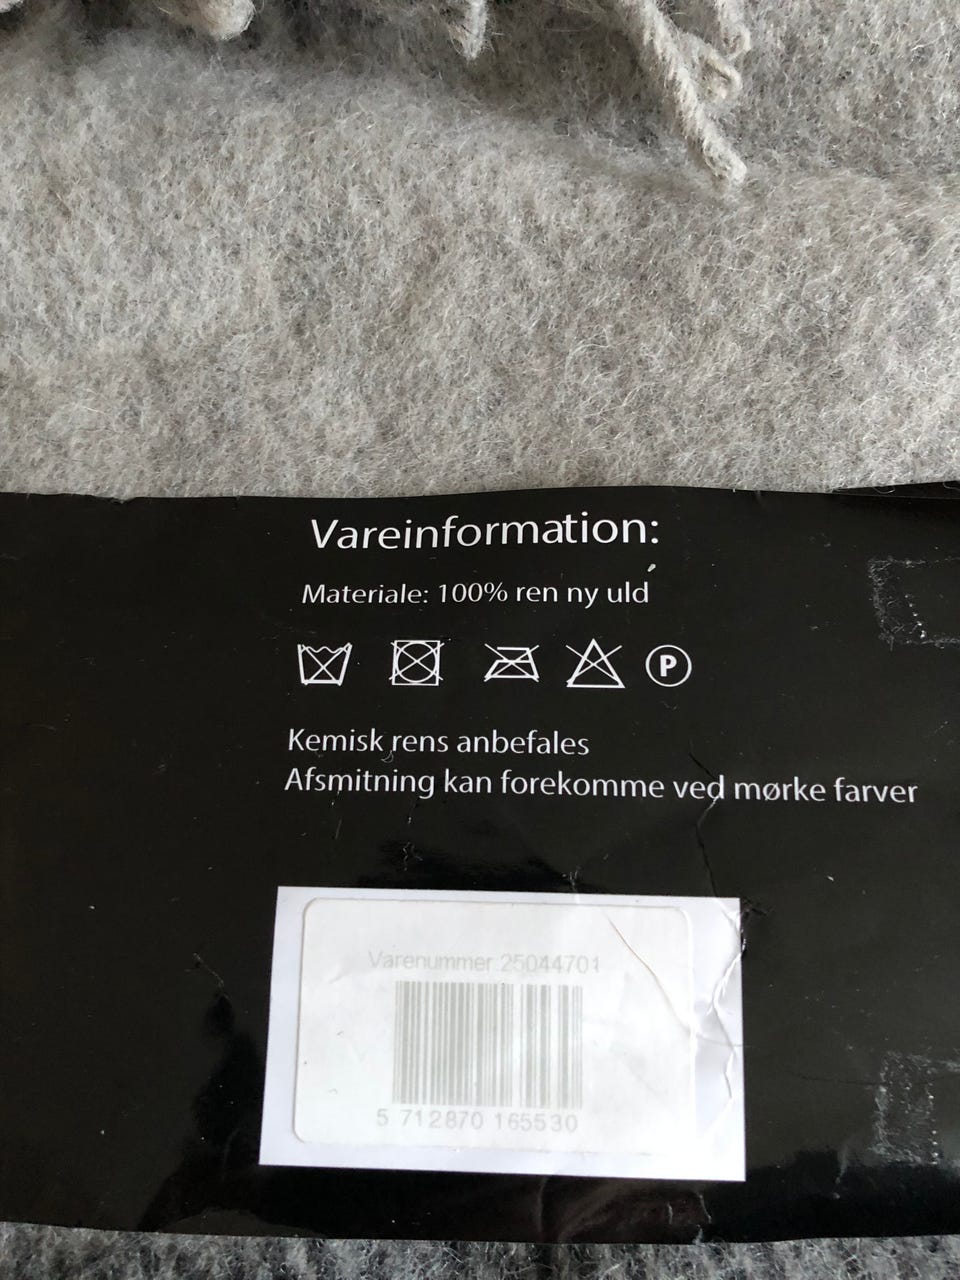 Vareinformation:
Materiale: 100% ren ny uld
P
Kemisk rens anbefales
Afsmitning kan forekomme ved mørke farver
Varenummer:25044701
5 712870 165530